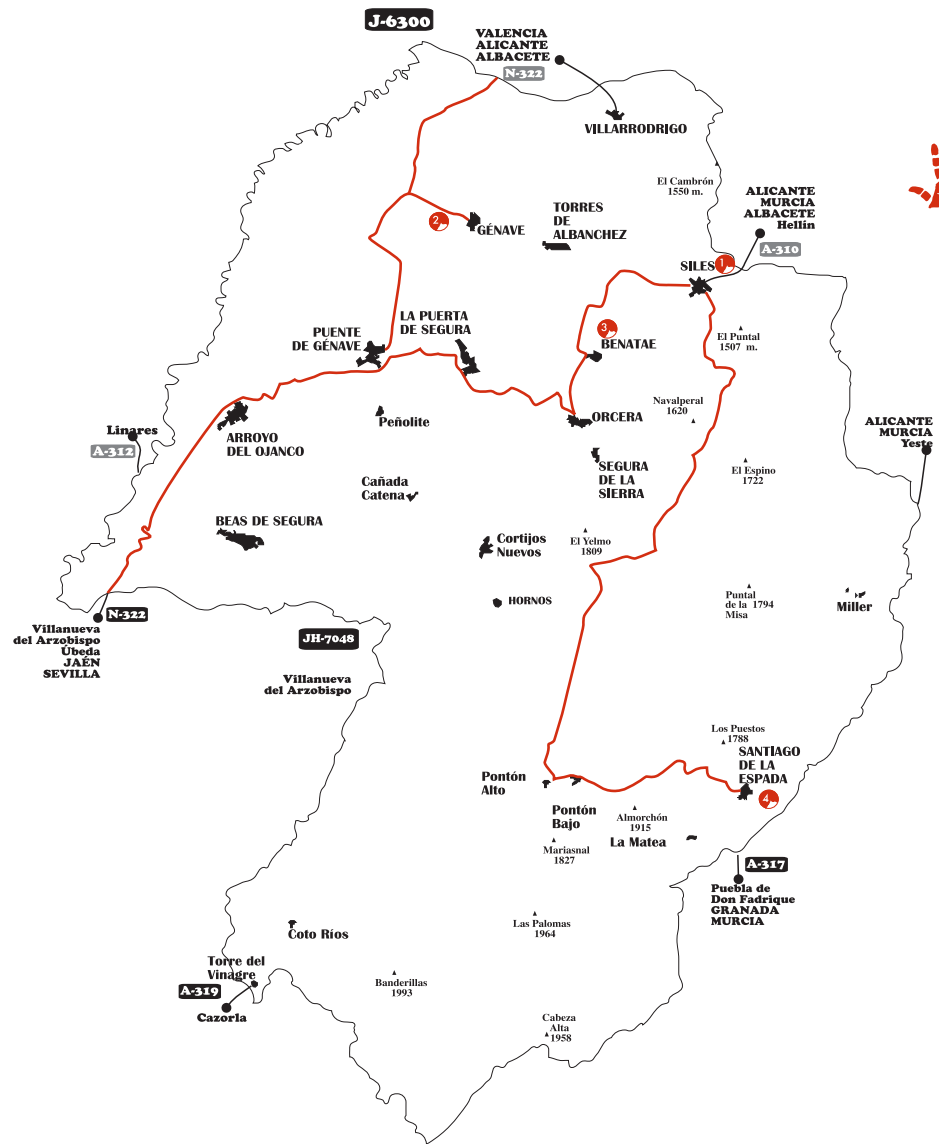 J-6300
VALENCIA
ALICANTE
ALBACETE
N-322
VILLARRODRIGO
El Cambrón
1550 m.
ALICANTE
MURCIA
ALBACETE
Hellín
A-310
TORRES
DE
ALBANCHEZ
2
GÉNAVE
SILES
1
LA PUERTA
DE SEGURA
PUENTE
DE GÉNAVE
3
BENATAE
El Puntal
1507 m.
Navalperal
1620
Peñolite
ORCERA
Linares
A-312
ARROYO
DEL OJANCO
ALICANTE
MURCIA
Yeste
SEGURA
DE LA
SIERRA
El Espino
1722
Cañada
Catena
BEAS DE SEGURA
Cortijos
Nuevos
El Yelmo
1809
HORNOS
Puntal
de la 1794
Misa
Miller
N-322
Villanueva
del Arzobispo
Úbeda
JAÉN
SEVILLA
JH-7048
Villanueva
del Arzobispo
Los Puestos
1788
SANTIAGO
DE LA
ESPADA
4
Pontón
Alto
Pontón
Bajo
Almorchón
1915
La Matea
Mariasnal
1827
A-317
Puebla de
Don Fadrique
GRANADA
MURCIA
Las Palomas
1964
Coto Ríos
Torre del
Vinagre
A-319
Cazorla
Banderillas
1993
Cabeza
Alta
1958